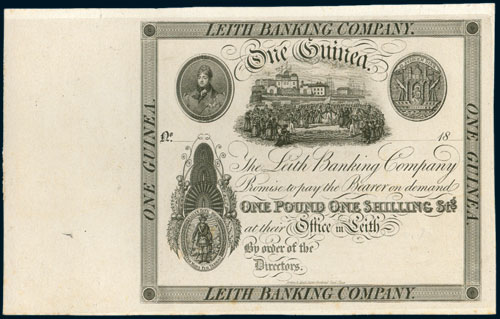 LEITH BANKING COMPANY.
One Guinea.
ONE GUINEA.
ONE GUINEA.
No.
18
The Leith Banking Company
Promise to pay the Bearer on demand
ONE POUND ONE SHILLING Stg
at their Office in Leith
By order of the
Directors.
LEITH BANKING COMPANY.